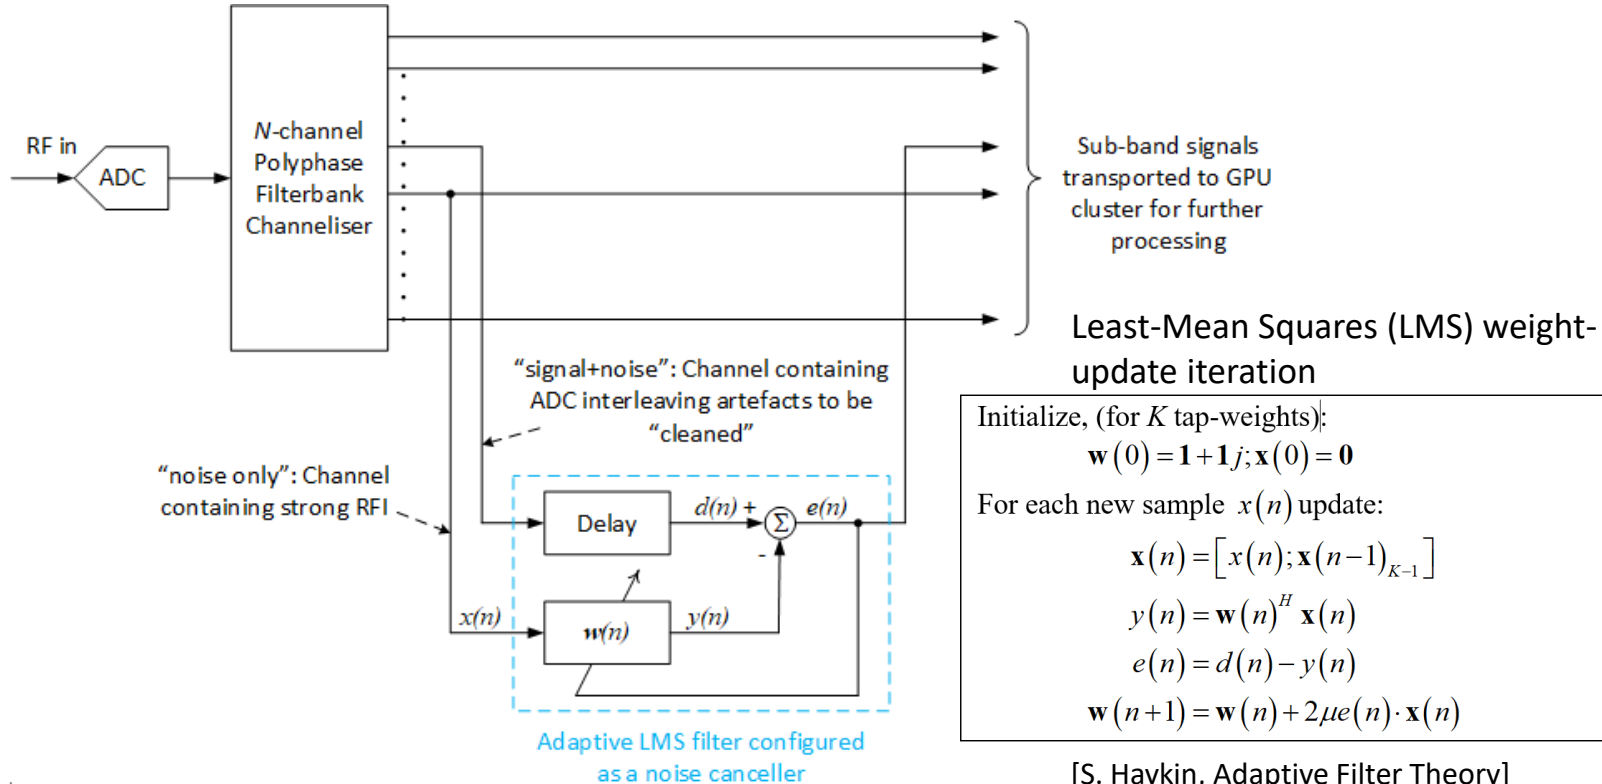 RF in
ADC
N-channel
Polyphase
Filterbank
Channeliser
Sub-band signals
transported to GPU
cluster for further
processing
"signal+noise": Channel containing
ADC interleaving artefacts to be
"cleaned"
"noise only": Channel
containing strong RFI
Delay
d(n) +
Σ
e(n)
-
x(n)
w(n)
y(n)
Adaptive LMS filter configured
as a noise canceller
Least-Mean Squares (LMS) weight-
update iteration
Initialize, (for K tap-weights):
w(0) = 1+1j; x(0) = 0
For each new sample x(n) update:
x(n) = [x(n); x(n−1)_{K−1}]
y(n) = w(n)^H x(n)
e(n) = d(n) − y(n)
w(n+1) = w(n) + 2μe(n)·x(n)
[S. Haykin, Adaptive Filter Theory]